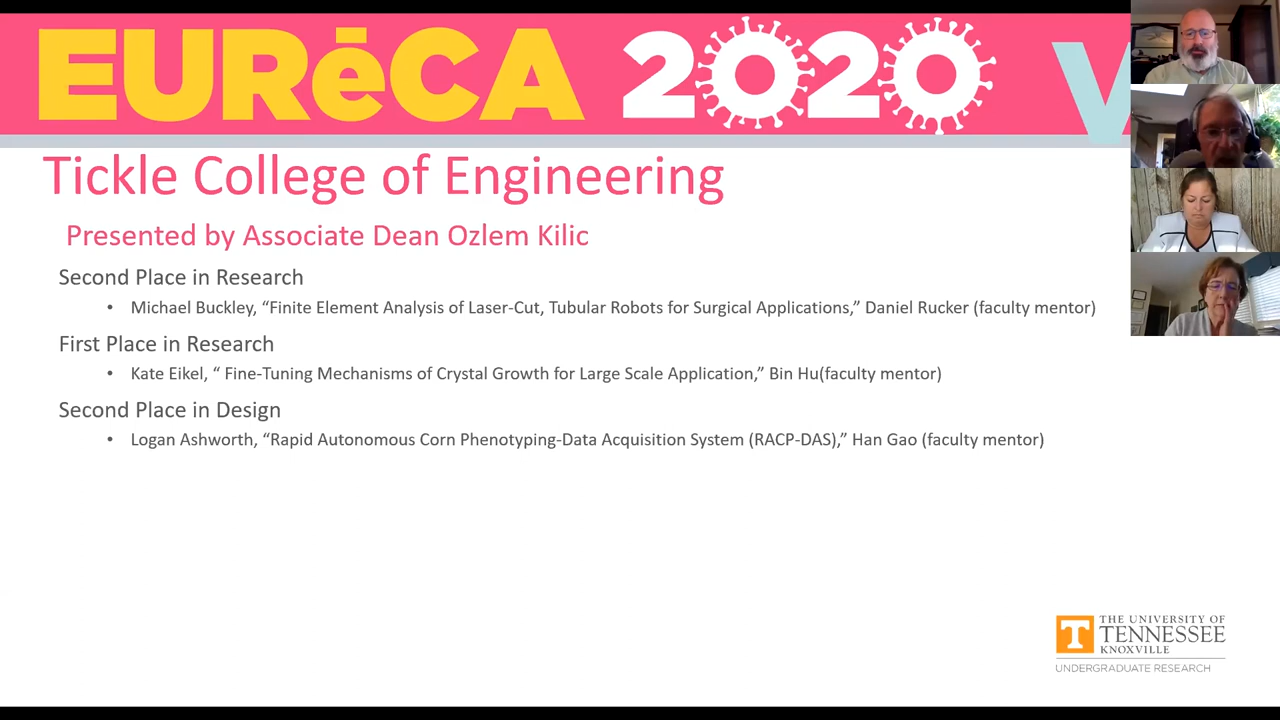 EURēCA 2020 V
Tickle College of Engineering
Presented by Associate Dean Ozlem Kilic
Second Place in Research
• Michael Buckley, “Finite Element Analysis of Laser-Cut, Tubular Robots for Surgical Applications,” Daniel Rucker (faculty mentor)
First Place in Research
• Kate Eikel, “ Fine-Tuning Mechanisms of Crystal Growth for Large Scale Application,” Bin Hu(faculty mentor)
Second Place in Design
• Logan Ashworth, “Rapid Autonomous Corn Phenotyping-Data Acquisition System (RACP-DAS),” Han Gao (faculty mentor)
T
THE UNIVERSITY OF
TENNESSEE
KNOXVILLE
UNDERGRADUATE RESEARCH